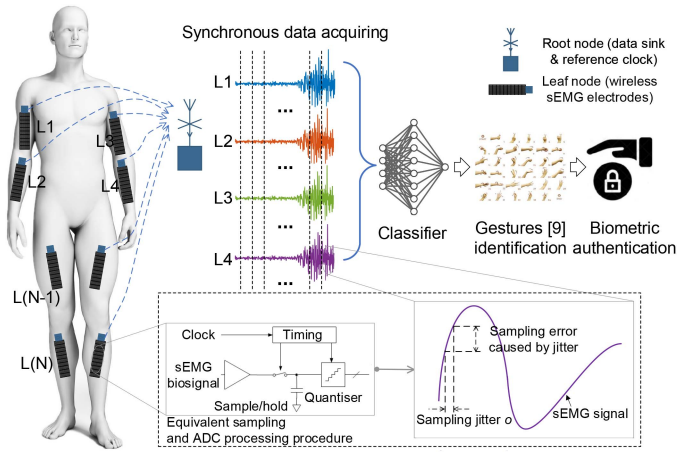 Synchronous data acquiring
Root node (data sink
& reference clock)
Leaf node (wireless
sEMG electrodes)
L1
L2
L3
L4
L(N-1)
L(N)
L1
...
L2
...
L3
...
L4
...
Classifier
Gestures [9]
identification
Biometric
authentication
Clock
Timing
sEMG
biosignal
Sample/hold
Quantiser
Equivalent sampling
and ADC processing procedure
Sampling error
caused by jitter
Sampling jitter o
sEMG signal